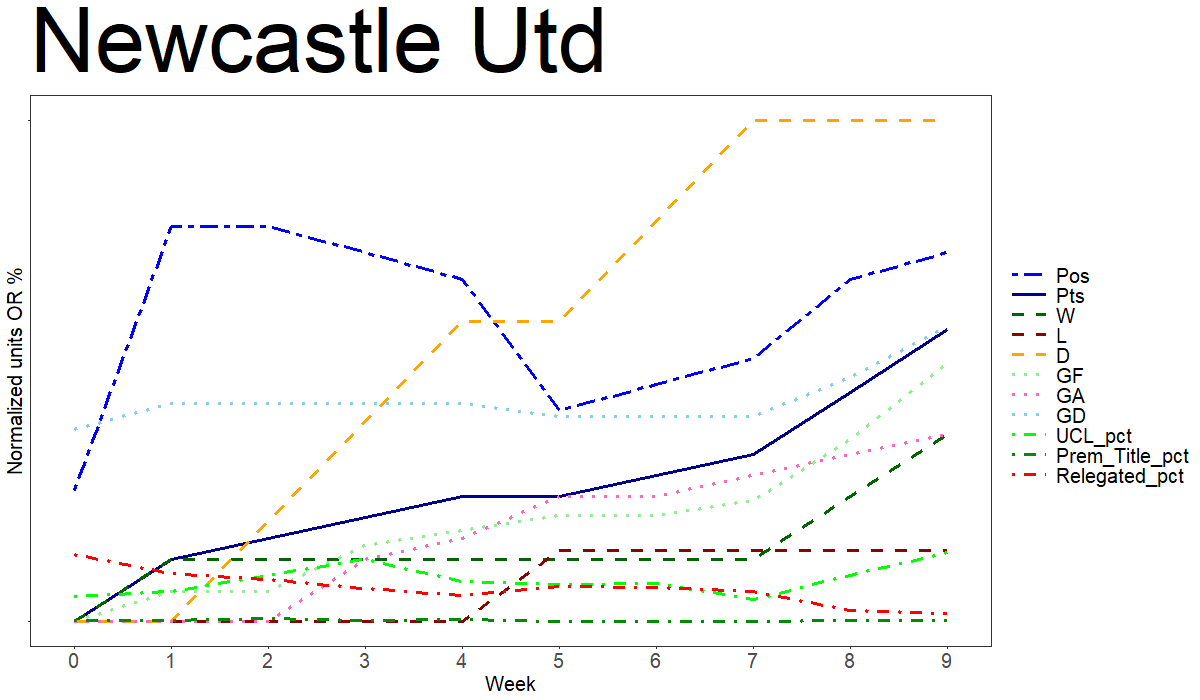 Newcastle Utd
Normalized units OR %
Pos
Pts
W
L
D
GF
GA
GD
UCL_pct
Prem_Title_pct
Relegated_pct
0 1 2 3 4 5 6 7 8 9
Week